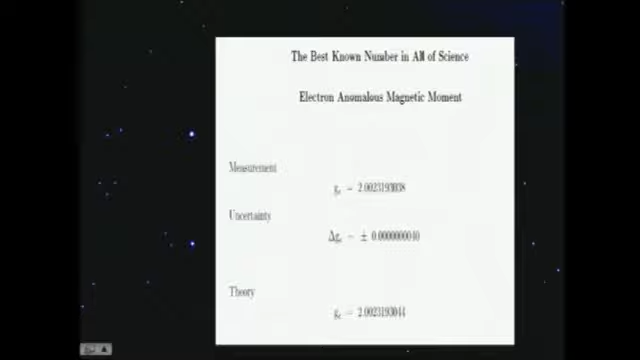 The Best Known Number in All of Science
Electron Anomalous Magnetic Moment
Measurement
gₑ = 2.0023193038
Uncertainty
Δgₑ = ± 0.0000000040
Theory
gₑ = 2.0023193044